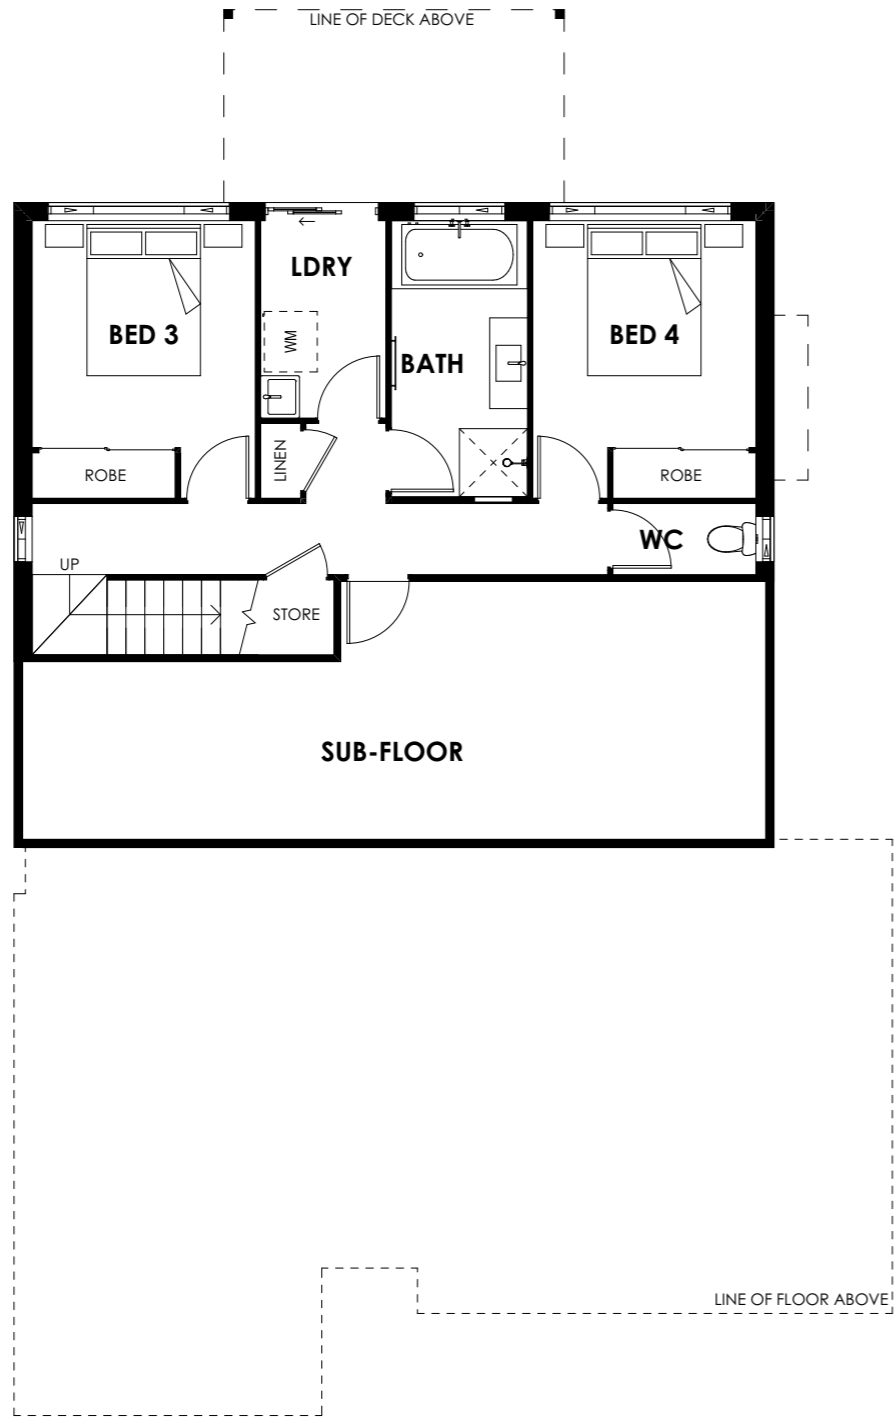 LINE OF DECK ABOVE
LDRY
BED 3
WM
BATH
BED 4
LINEN
ROBE
ROBE
WC
UP
STORE
SUB-FLOOR
LINE OF FLOOR ABOVE